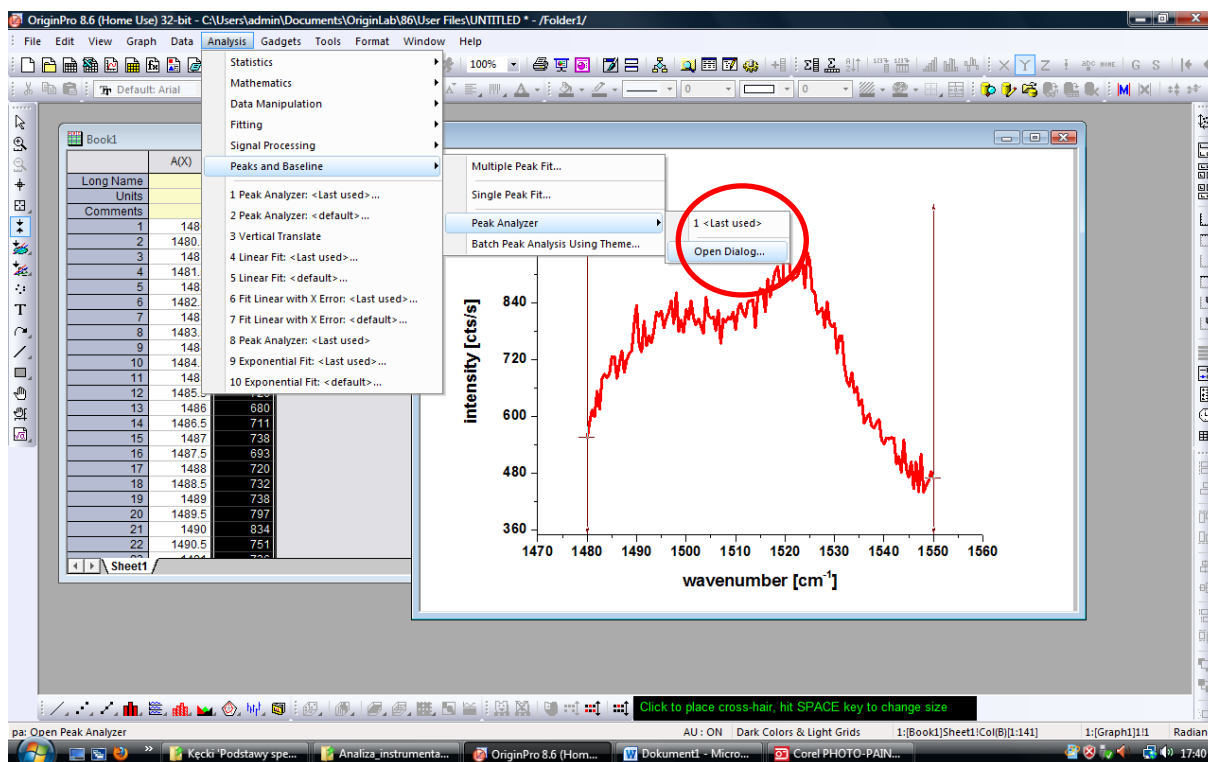 OriginPro 8.6 (Home Use) 32-bit - C:\Users\admin\Documents\OriginLab\86\User Files\UNTITLED * - /Folder1/
File Edit View Graph Data Analysis Gadgets Tools Format Window Help
100%
Default: Arial 0 0
Statistics
Mathematics
Data Manipulation
Fitting
Signal Processing
Peaks and Baseline
1 Peak Analyzer: <Last used>...
2 Peak Analyzer: <default>...
3 Vertical Translate
4 Linear Fit: <Last used>...
5 Linear Fit: <default>...
6 Fit Linear with X Error: <Last used>...
7 Fit Linear with X Error: <default>...
8 Peak Analyzer: <Last used>
9 Exponential Fit: <Last used>...
10 Exponential Fit: <default>...
Multiple Peak Fit...
Single Peak Fit...
Peak Analyzer
Batch Peak Analysis Using Theme...
1 <Last used>
Open Dialog...
Book1
A(X)
Long Name
Units
Comments
1 148
2 1480.
3 148
4 1481.
5 148
6 1482.
7 148
8 1483.
9 148
10 1484.
11 148
12 1485.5
13 1486 680
14 1486.5 711
15 1487 738
16 1487.5 693
17 1488 720
18 1488.5 732
19 1489 738
20 1489.5 797
21 1490 834
22 1490.5 751
Sheet1
intensity [cts/s]
840
720
600
480
360
1470 1480 1490 1500 1510 1520 1530 1540 1550 1560
wavenumber [cm-1]
Click to place cross-hair, hit SPACE key to change size
pa: Open Peak Analyzer AU : ON Dark Colors & Light Grids 1:[Book1]Sheet1!Col(B)[1:141] 1:[Graph1]1!1 Radian
Kęcki 'Podstawy spe... Analiza_instrumenta... OriginPro 8.6 (Hom... Dokument1 - Micro... Corel PHOTO-PAIN... 17:40